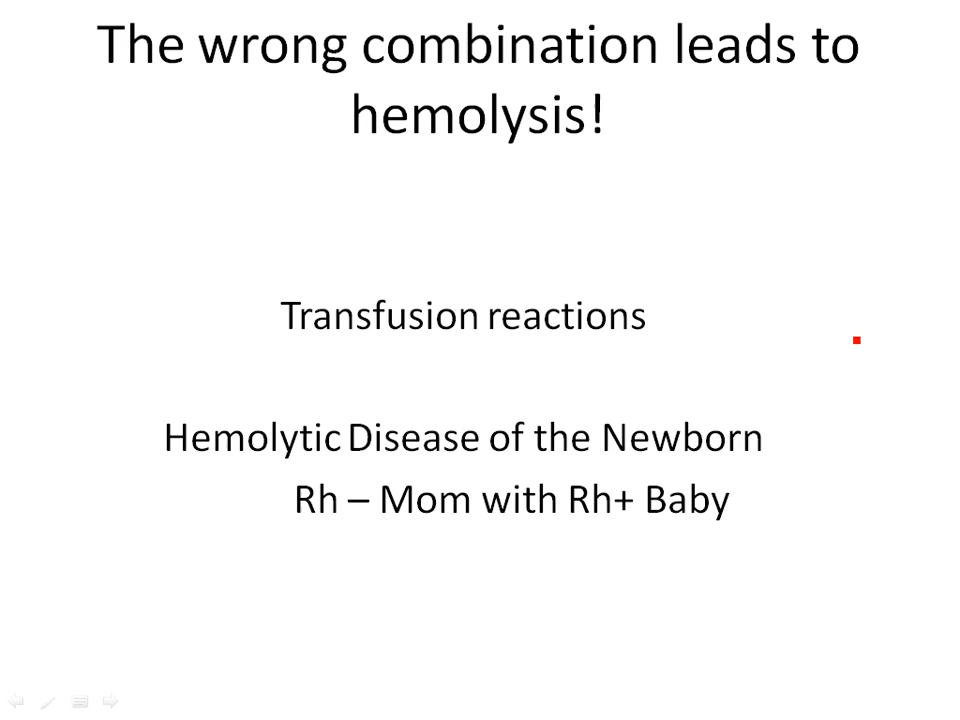 The wrong combination leads to
hemolysis!
Transfusion reactions
Hemolytic Disease of the Newborn
Rh – Mom with Rh+ Baby